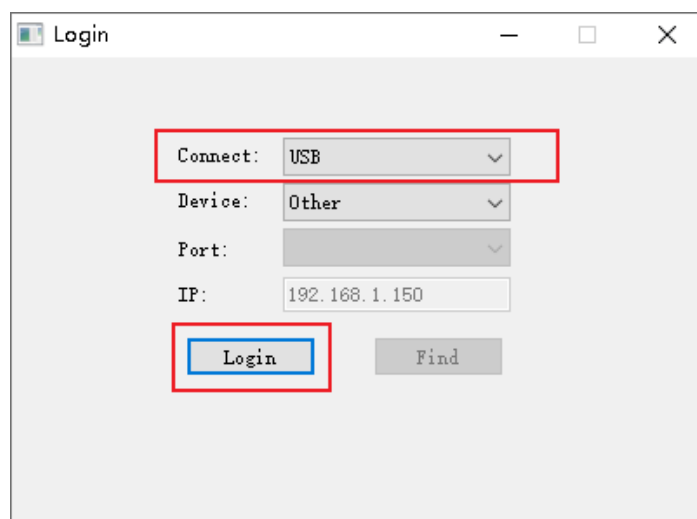 Login
Connect: USB
Device: Other
Port:
IP: 192.168.1.150
Login Find